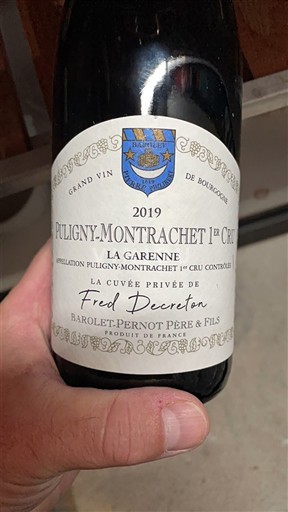 GRAND VIN DE BOURGOGNE
2019
PULIGNY-MONTRACHET 1ER CRU
LA GARENNE
APPELLATION PULIGNY-MONTRACHET 1ER CRU CONTRÔLÉE
LA CUVÉE PRIVÉE DE
Fred Decreton
BAROLET-PERNOT PÈRE & FILS
PRODUIT DE FRANCE